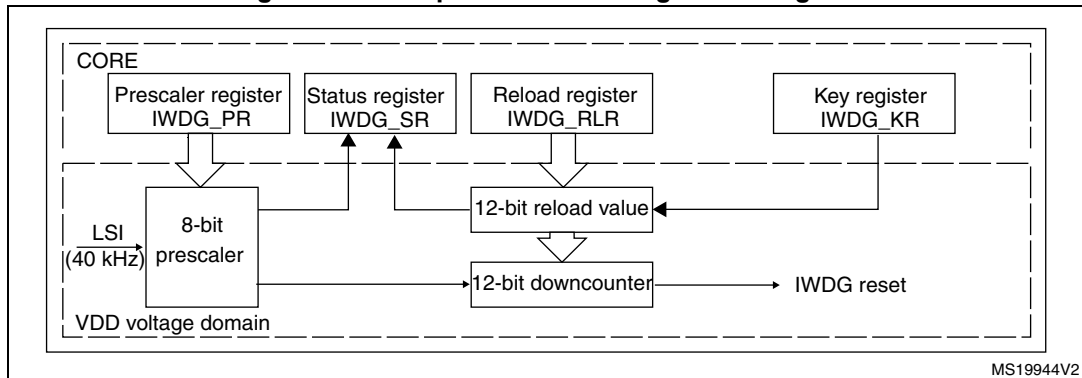 CORE
Prescaler register
IWDG_PR
Status register
IWDG_SR
Reload register
IWDG_RLR
Key register
IWDG_KR
LSI
(40 kHz)
8-bit
prescaler
12-bit reload value
12-bit downcounter
IWDG reset
VDD voltage domain
MS19944V2